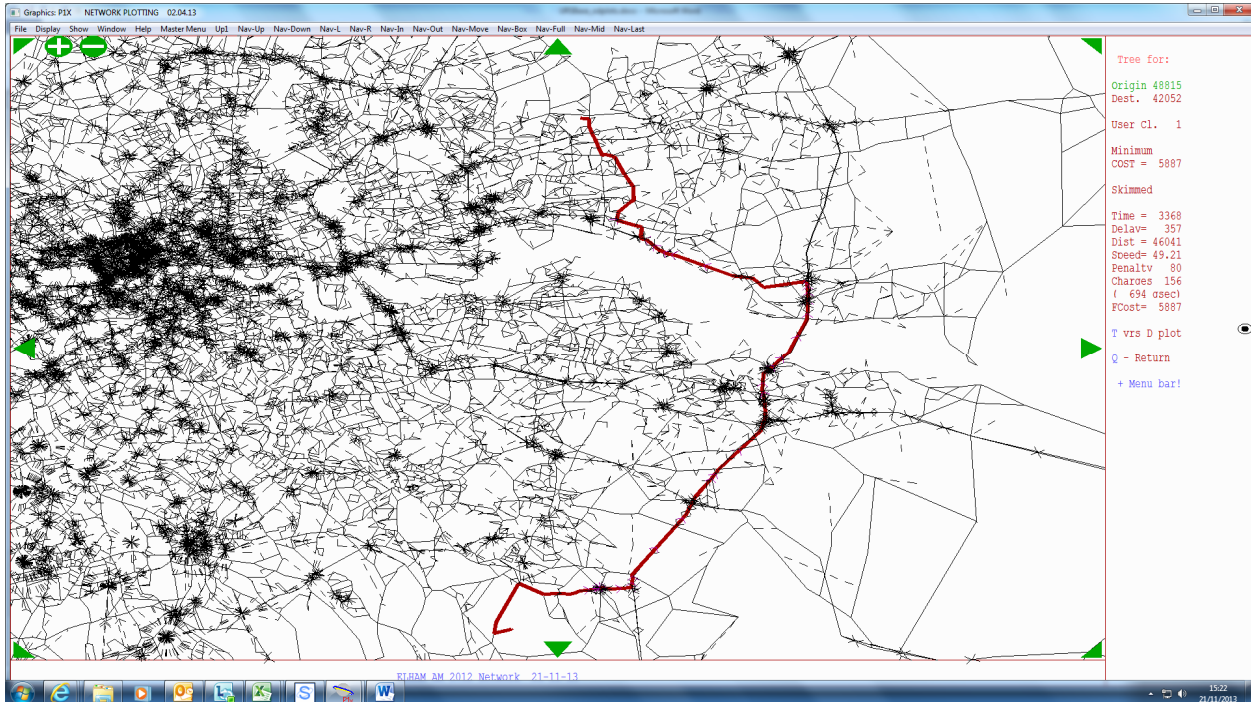 Graphics: P1X NETWORK PLOTTING 02.04.13
File Display Show Window Help Master Menu Up1 Nav-Up Nav-Down Nav-L Nav-R Nav-In Nav-Out Nav-Move Nav-Box Nav-Full Nav-Mid Nav-Last
Tree for:
Origin 48815
Dest. 42052
User Cl. 1
Minimum
COST = 5887
Skimmed
Time = 3368
Delay= 357
Dist = 46041
Speed= 49.21
Penalty 80
Charges 156
( 694 gsec)
FCost= 5887
T vrs D plot
Q - Return
+ Menu bar!
ELHAM AM 2012 Network 21-11-13
15:22
21/11/2013